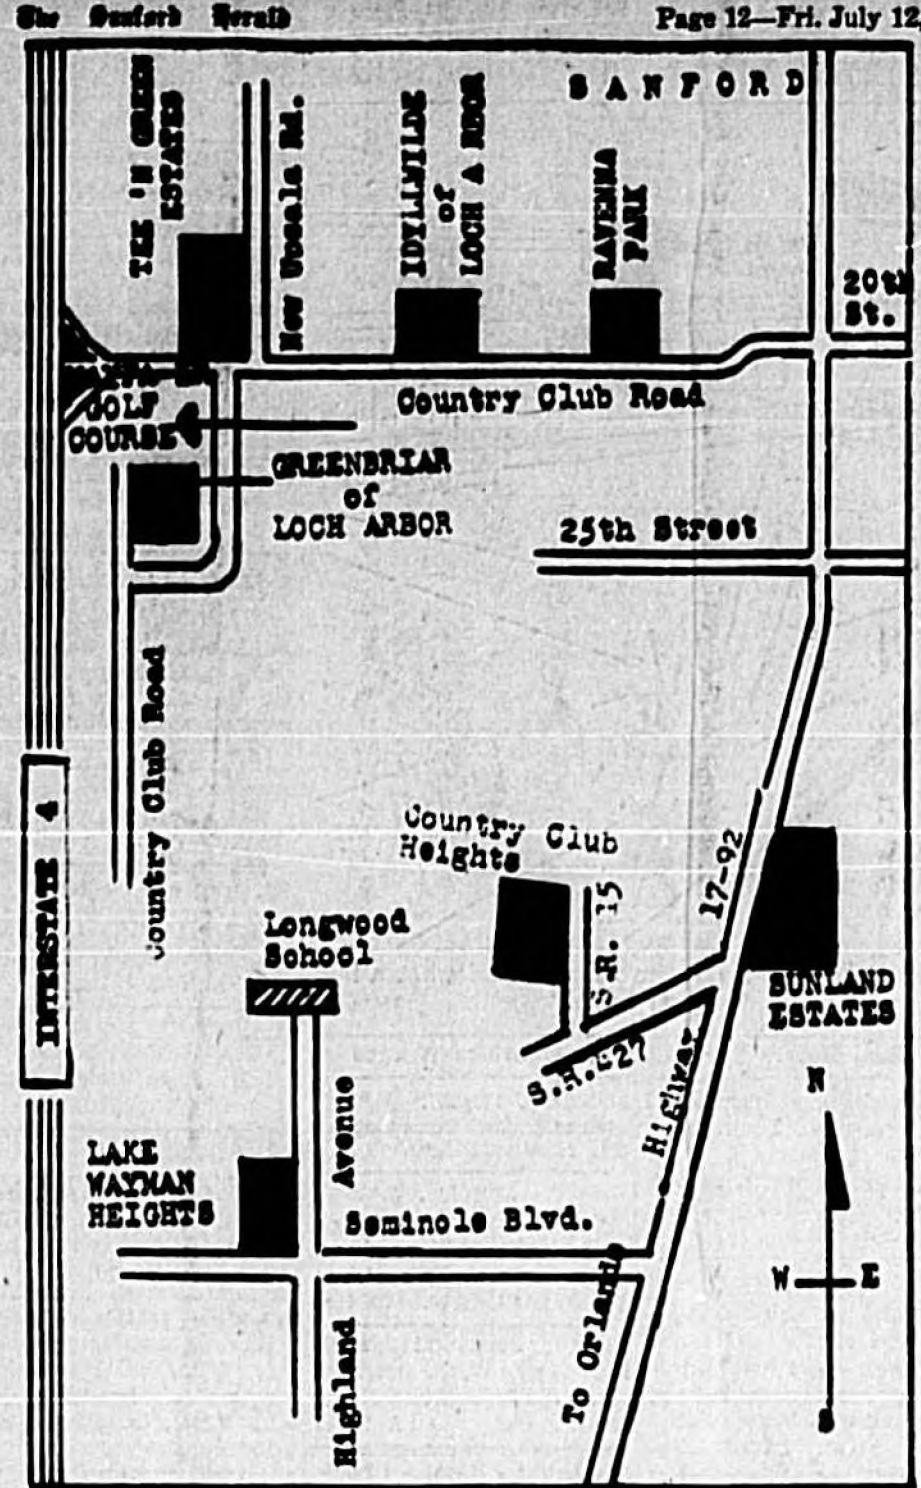 The Sanford Herald
Page 12—Fri. July 12,
SANFORD
TEE 'N GREEN
ESTATES
New Upsala Rd.
IDYLLWILDE
of
LOCH ARBOR
RAVENNA
PARK
20th
St.
GOLF
COURSE
Country Club Road
GREENBRIAR
of
LOCH ARBOR
25th Street
Country Club Road
INTERSTATE 4
Country Club
Heights
S.R. 15
17-92
Longwood
School
SUNLAND
ESTATES
S.R. 427
Highway
N
LAKE
WAYMAN
HEIGHTS
Avenue
Seminole Blvd.
W
E
To Orlando
Highland
S